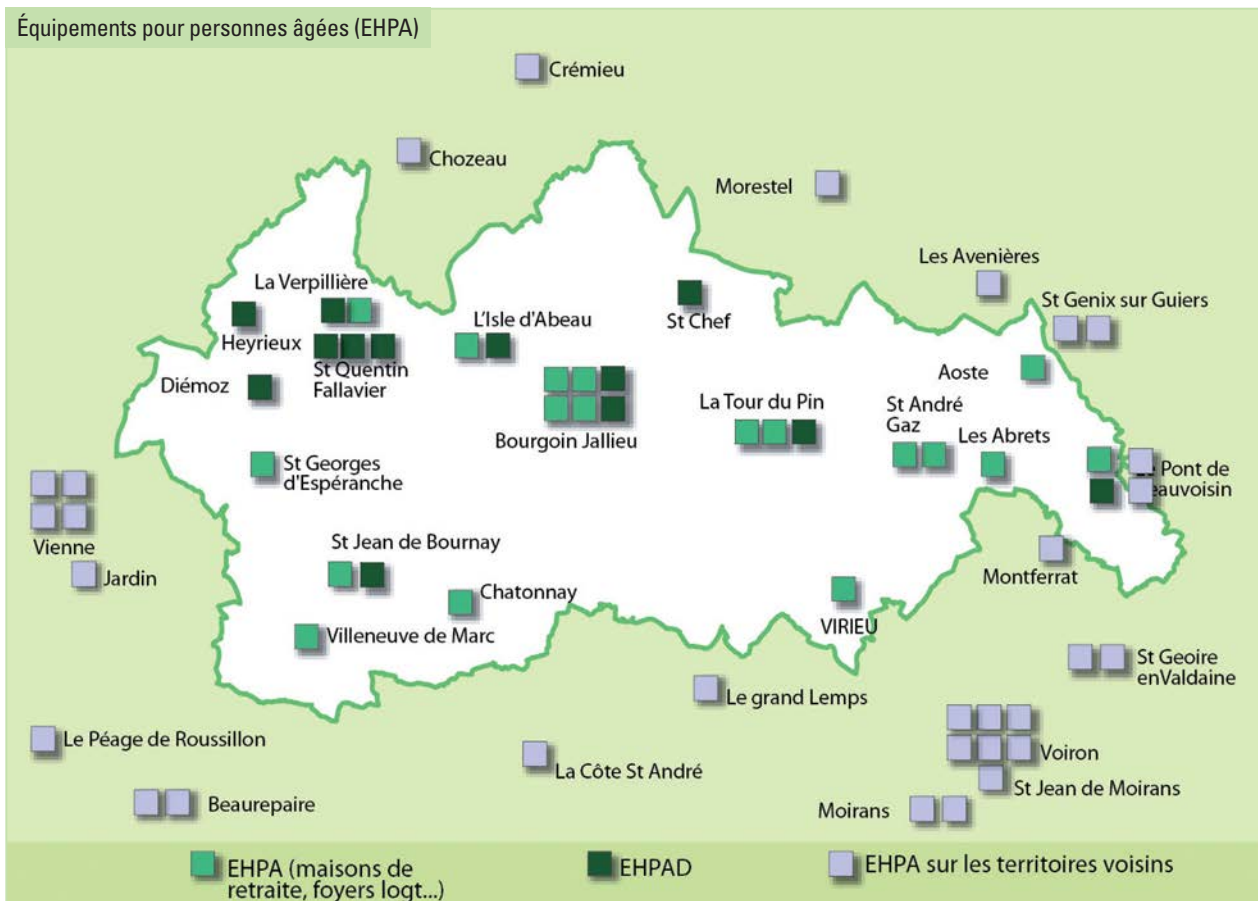 Équipements pour personnes âgées (EHPA)
Crémieu
Chozeau
Morestel
Les Avenières
La Verpillière
St Genix sur Guiers
L'Isle d'Abeau
St Chef
Heyrieux
St Quentin
Fallavier
Aoste
Diémoz
La Tour du Pin
St André
Gaz
Les Abrets
Bourgoin Jallieu
St Georges
d'Espéranche
Pont de
Vienne
St Jean de Bournay
Jardin
Montferrat
Chatonnay
VIRIEU
Villeneuve de Marc
St Geoire
enValdaine
Le grand Lemps
Le Péage de Roussillon
Voiron
La Côte St André
St Jean de Moirans
Beaurepaire
Moirans
EHPA (maisons de
retraite, foyers logt...)
EHPAD
EHPA sur les territoires voisins